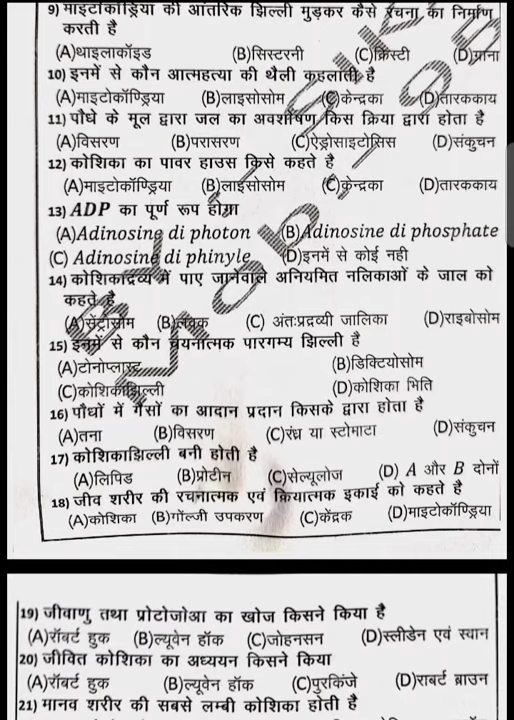 9) माइटोकॉड्रिया की आंतरिक झिल्ली मुड़कर कैसे रचना का निर्माण
करती है
(A)थाइलाकॉइड (B)सिस्टरनी (C)क्रिस्टी (D)प्राना
10) इनमें से कौन आत्महत्या की थैली कहलाती है
(A)माइटोकॉण्ड्रिया (B)लाइसोसोम (C)केन्द्रका (D)तारककाय
11) पौधे के मूल द्वारा जल का अवशोषण किस क्रिया द्वारा होता है
(A)विसरण (B)परासरण (C)ऐंड्रोसाइटोसिस (D)संकुचन
12) कोशिका का पावर हाउस किसे कहते है
(A)माइटोकॉण्ड्रिया (B)लाईसोसोम (C)केन्द्रका (D)तारककाय
13) ADP का पूर्ण रूप होगा
(A)Adinosine di photon (B)Adinosine di phosphate
(C) Adinosine di phinyle (D)इनमें से कोई नही
14) कोशिकाद्रव्य में पाए जानेवाले अनियमित नलिकाओं के जाल को
कहते है
(A)सेंट्रोसोम (B)लवक (C) अंतःप्रद्रव्यी जालिका (D)राइबोसोम
15) इनमें से कौन चयनात्मक पारगम्य झिल्ली है
(A)टोनोप्लास्ट (B)डिक्टियोसोम
(C)कोशिकाझिल्ली (D)कोशिका भिति
16) पौधों में गैसों का आदान प्रदान किसके द्वारा होता है
(A)तना (B)विसरण (C)रंध्र या स्टोमाटा (D)संकुचन
17) कोशिकाझिल्ली बनी होती है
(A)लिपिड (B)प्रोटीन (C)सेल्यूलोज (D) A और B दोनों
18) जीव शरीर की रचनात्मक एवं क्रियात्मक इकाई को कहते है
(A)कोशिका (B)गॉल्जी उपकरण (C)केंद्रक (D)माइटोकॉण्ड्रिया
19) जीवाणु तथा प्रोटोजोआ का खोज किसने किया है
(A)रॉबर्ट हुक (B)ल्यूवेन हॉक (C)जोहनसन (D)स्लीडेन एवं स्वान
20) जीवित कोशिका का अध्ययन किसने किया
(A)रॉबर्ट हुक (B)ल्यूवेन हॉक (C)पुरकिंजे (D)राबर्ट ब्राउन
21) मानव शरीर की सबसे लम्बी कोशिका होती है